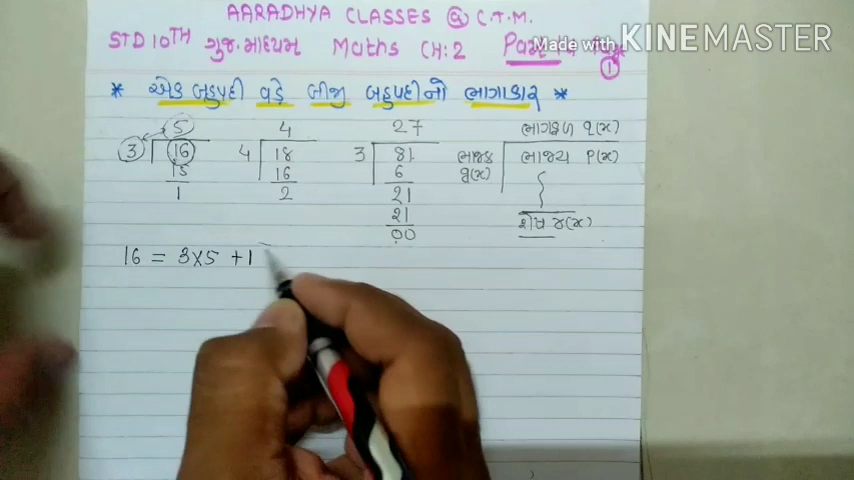 AARADHYA CLASSES @ C.T.M.
STD 10TH ગુજ. માધ્યમ Maths CH: 2
Made with KINEMASTER
1
* એક બહુપદી વડે બીજી બહુપદીનો ભાગાકાર *
5 4 27 ભાગફળ q(x)
3 16 4 18 3 81 ભાજક ભાજ્ય P(x)
15 16 6 g(x)
1 2 21
21 શેષ r(x)
00
16 = 3x5 +1